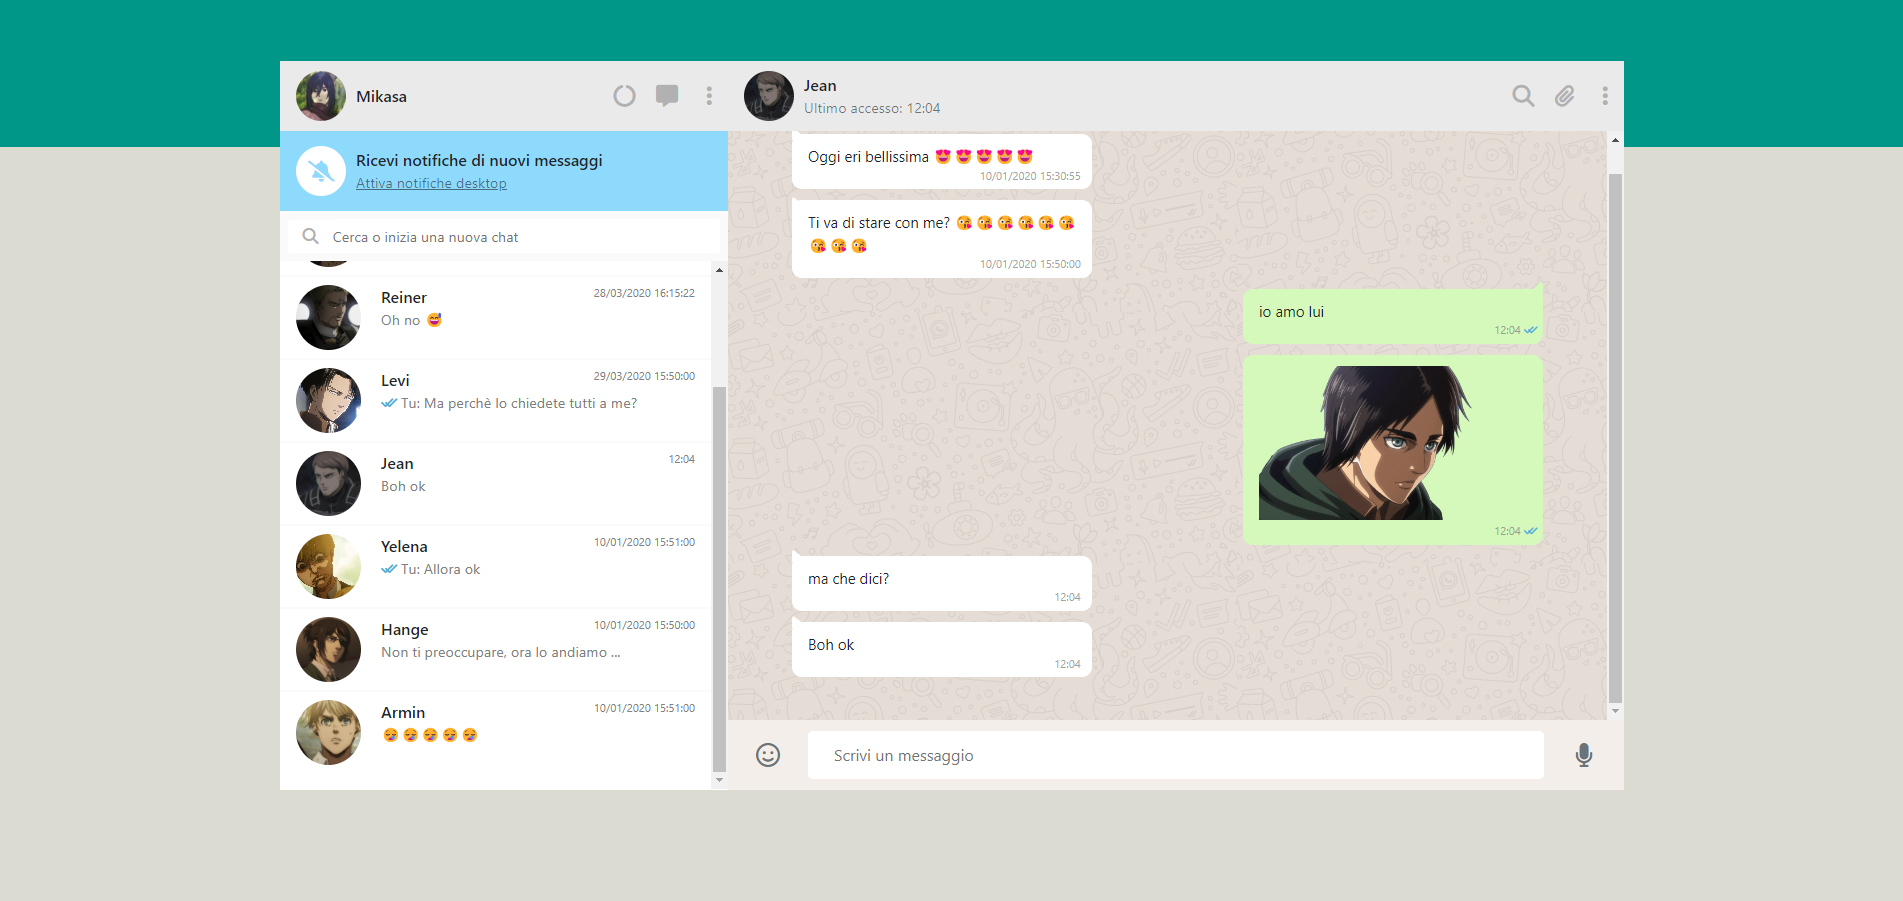 Mikasa
Ricevi notifiche di nuovi messaggi
Attiva notifiche desktop
Cerca o inizia una nuova chat
Reiner
28/03/2020 16:15:22
Oh no 😅
Levi
29/03/2020 15:50:00
Tu: Ma perchè lo chiedete tutti a me?
Jean
12:04
Boh ok
Yelena
10/01/2020 15:51:00
Tu: Allora ok
Hange
10/01/2020 15:50:00
Non ti preoccupare, ora lo andiamo ...
Armin
10/01/2020 15:51:00
😪 😪 😪 😪 😪
Jean
Ultimo accesso: 12:04
Oggi eri bellissima 😍 😍 😍 😍 😍
10/01/2020 15:30:55
Ti va di stare con me? 😘 😘 😘 😘 😘 😘
😘 😘 😘
10/01/2020 15:50:00
io amo lui
12:04
12:04
ma che dici?
12:04
Boh ok
12:04
Scrivi un messaggio